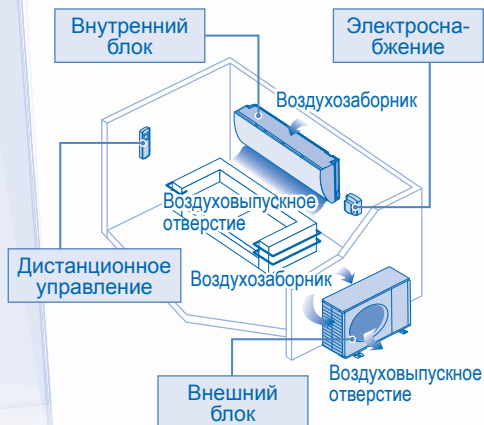 Внутренний
блок
Электросна-
бжение
Воздухозаборник
Воздуховыпускное
отверстие
Дистанционное
управление
Воздухозаборник
Воздуховыпускное
отверстие
Внешний
блок